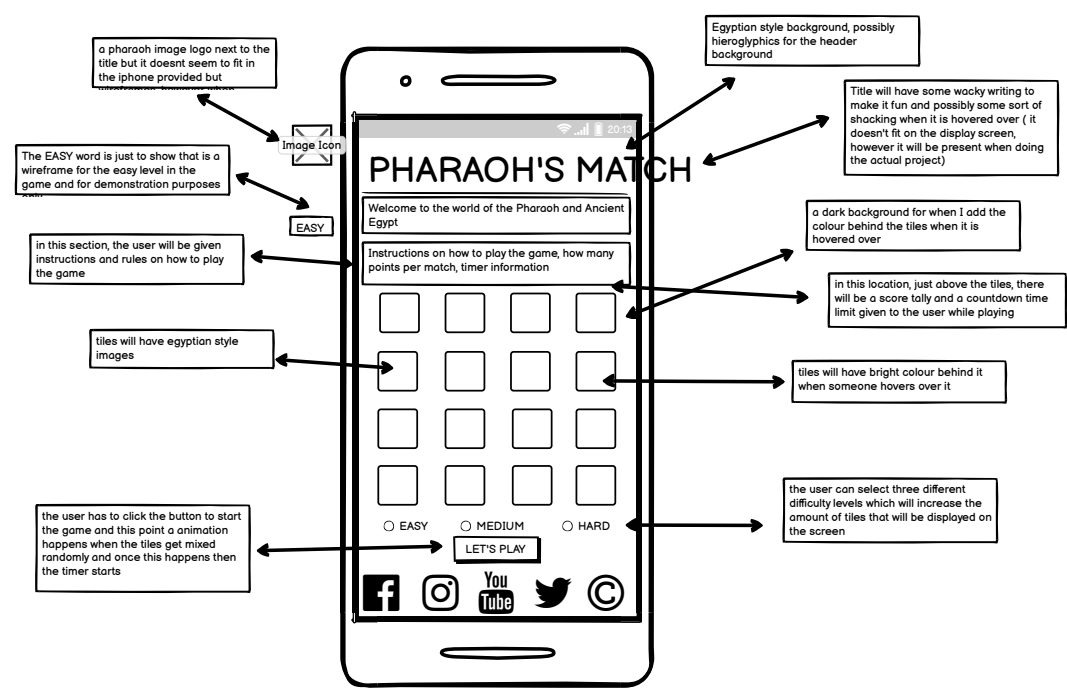 a pharaoh image logo next to the
title but it doesnt seem to fit in
the iphone provided but
Egyptian style background, possibly
hieroglyphics for the header
background
Title will have some wacky writing to
make it fun and possibly some sort of
shacking when it is hovered over ( it
doesn't fit on the display screen,
however it will be present when doing
the actual project)
20:13
Image Icon
PHARAOH'S MATCH
The EASY word is just to show that is a
wireframe for the easy level in the
game and for demonstration purposes
only
EASY
Welcome to the world of the Pharaoh and Ancient
Egypt
a dark background for when I add the
colour behind the tiles when it is
hovered over
in this section, the user will be given
instructions and rules on how to play
the game
Instructions on how to play the game, how many
points per match, timer information
in this location, just above the tiles, there
will be a score tally and a countdown time
limit given to the user while playing
tiles will have egyptian style
images
tiles will have bright colour behind it
when someone hovers over it
the user can select three different
difficulty levels which will increase the
amount of tiles that will be displayed on
the screen
the user has to click the button to start
the game and this point a animation
happens when the tiles get mixed
randomly and once this happens then
the timer starts
EASY MEDIUM HARD
LET'S PLAY
You
Tube
©